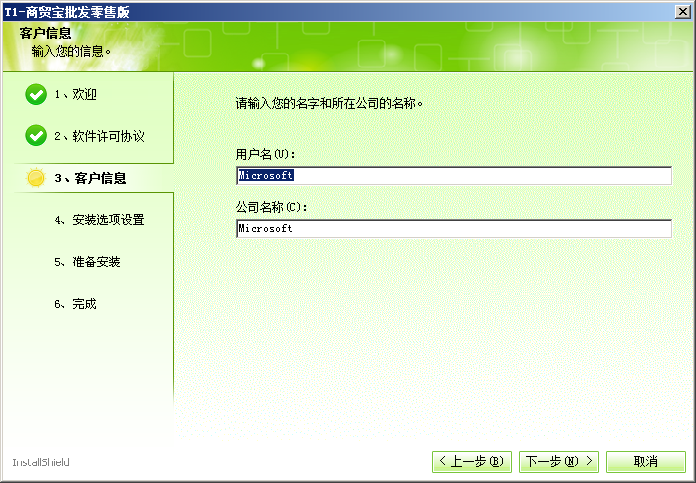 T1-商贸宝批发零售版
客户信息
输入您的信息。
1、欢迎
2、软件许可协议
3、客户信息
4、安装选项设置
5、准备安装
6、完成
请输入您的名字和所在公司的名称。
用户名(U):
Microsoft
公司名称(C):
Microsoft
InstallShield
< 上一步(B)
下一步(N) >
取消